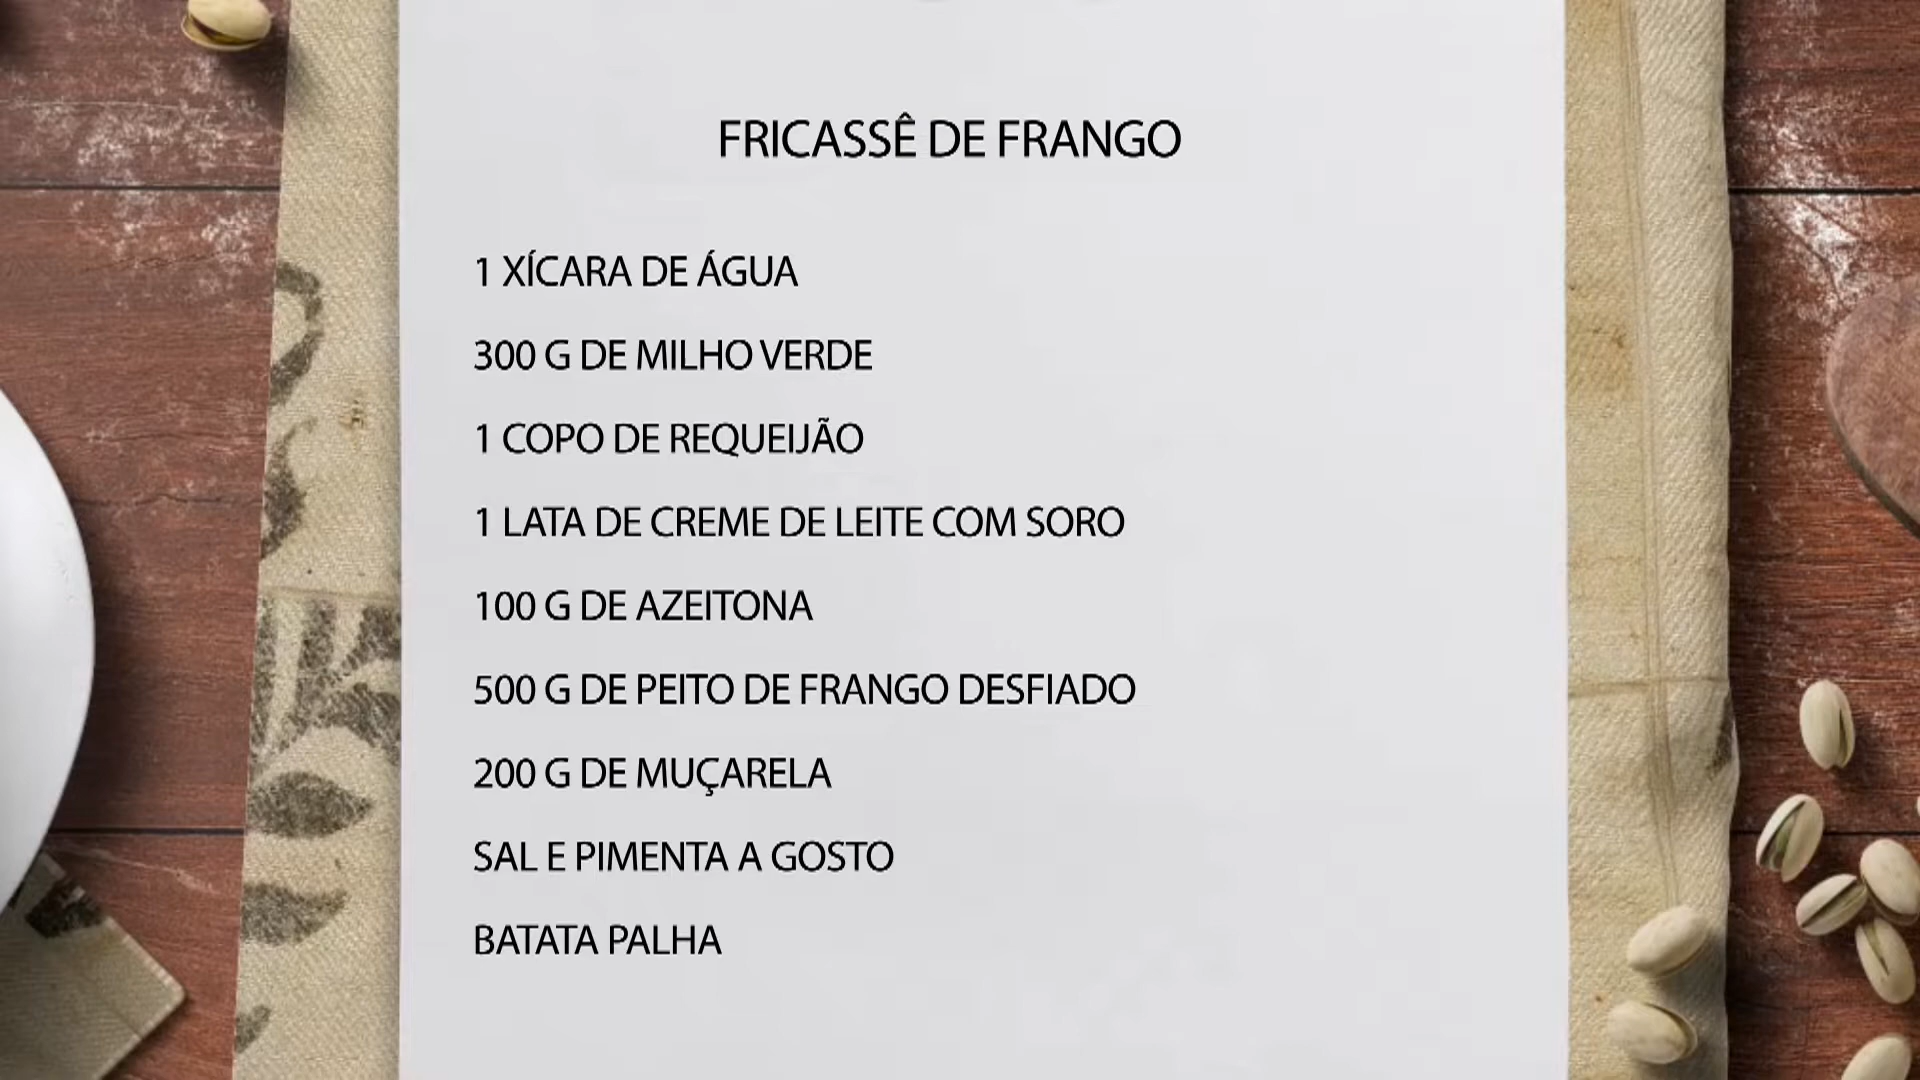 FRICASSÊ DE FRANGO
1 XÍCARA DE ÁGUA
300 G DE MILHO VERDE
1 COPO DE REQUEIJÃO
1 LATA DE CREME DE LEITE COM SORO
100 G DE AZEITONA
500 G DE PEITO DE FRANGO DESFIADO
200 G DE MUÇARELA
SAL E PIMENTA A GOSTO
BATATA PALHA